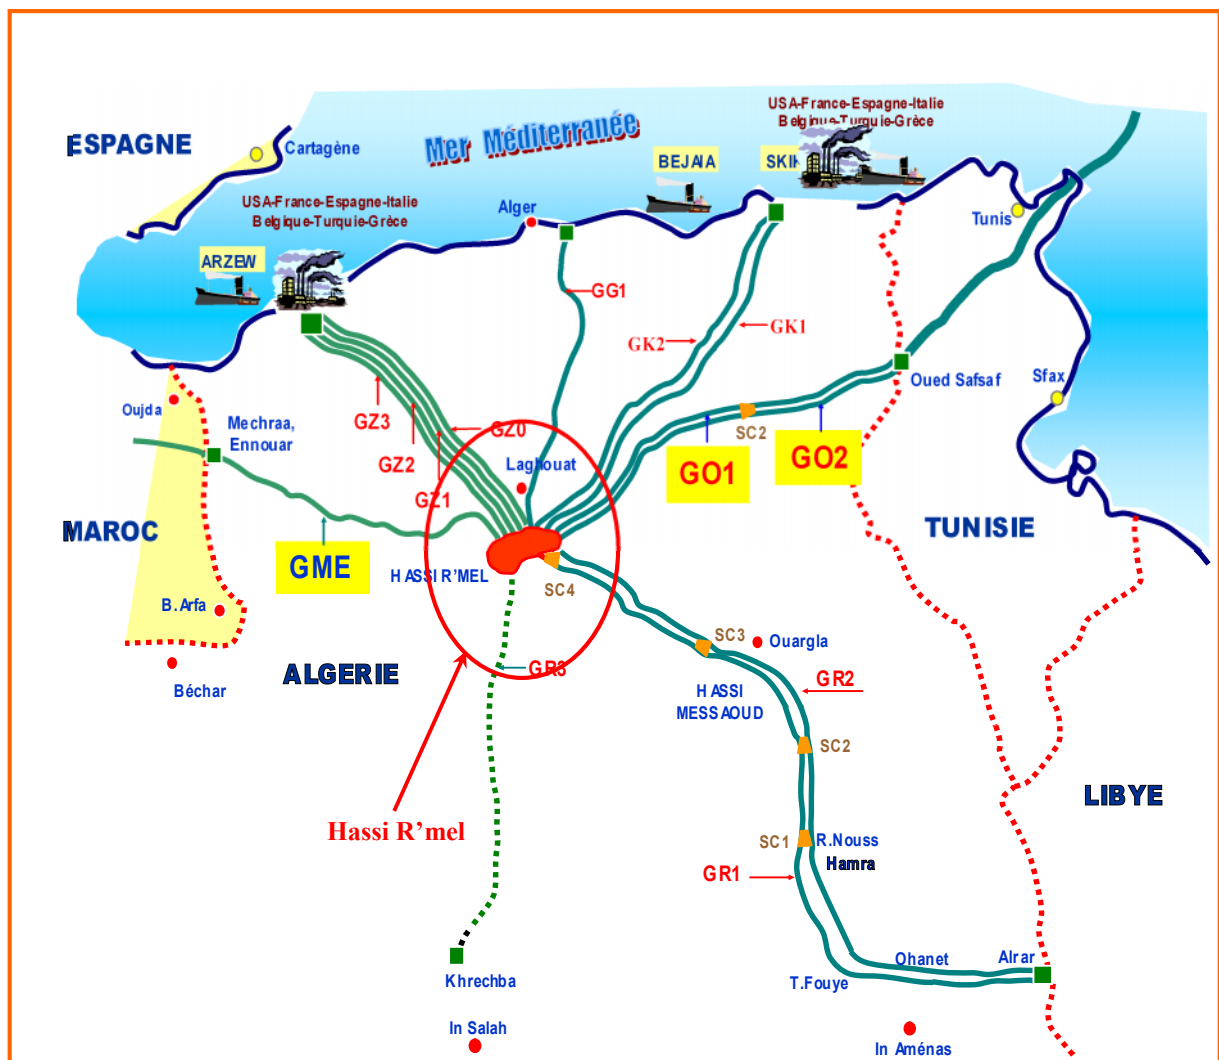 USA-France-Espagne-Italie
Belgique-Turquie-Grèce
Mer Méditerranée
ESPAGNE
Cartagène
BEJAIA
USA-France-Espagne-Italie
Belgique-Turquie-Grèce
Alger
Tunis
ARZEW
GG1
GK1
GK2
Oued Safsaf
Sfax
Oujda
Mechraa,
Ennouar
GZ3
GZ0
SC2
GO1
GO2
GZ2
Laghouat
GZ1
MAROC
TUNISIE
GME
HASSI R'MEL
SC4
B.Arfa
SC3
Ouargla
ALGERIE
GR3
GR2
Béchar
HASSI
MESSAOUD
SC2
LIBYE
Hassi R’mel
SC1
R.Nouss
Hamra
GR1
Ohanet
Alrar
Khrechba
T.Fouye
In Salah
In Aménas